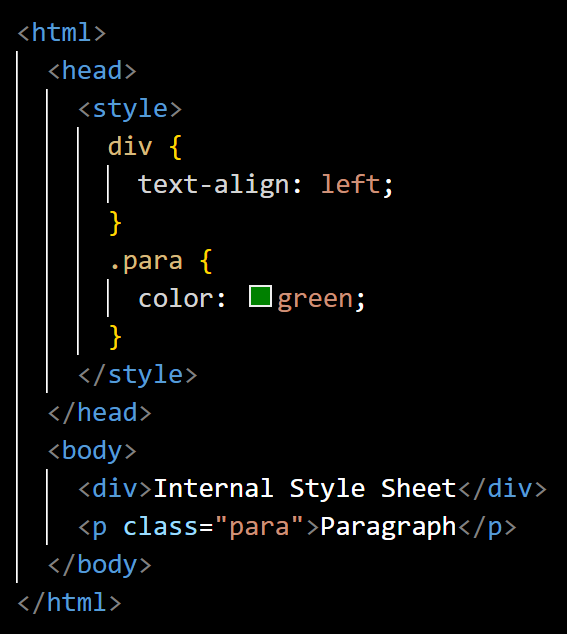 <html>
<head>
<style>
div {
text-align: left;
}
.para {
color: green;
}
</style>
</head>
<body>
<div>Internal Style Sheet</div>
<p class="para">Paragraph</p>
</body>
</html>